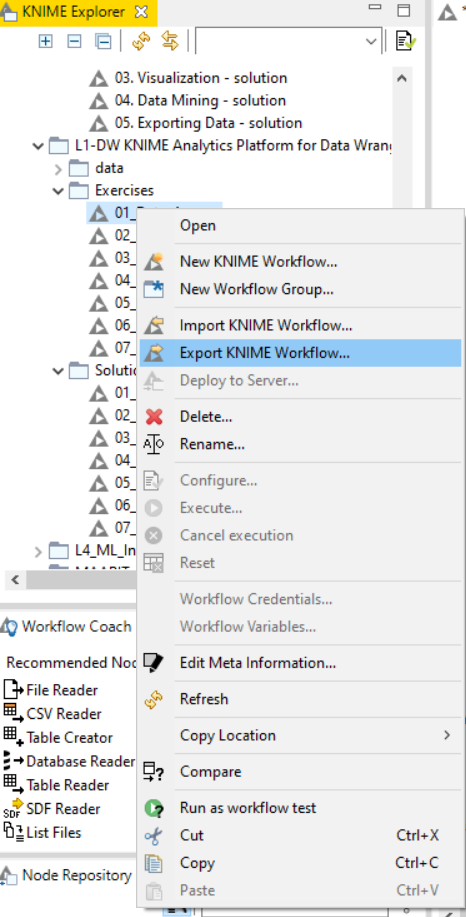 KNIME Explorer
03. Visualization - solution
04. Data Mining - solution
05. Exporting Data - solution
L1-DW KNIME Analytics Platform for Data Wran
data
Exercises
01_
02_
03_
04_
05_
06_
07_
Solutio
01_
02_
03_
04_
05_
06_
07_
L4_ML_In
Open
New KNIME Workflow...
New Workflow Group...
Import KNIME Workflow...
Export KNIME Workflow...
Deploy to Server...
Delete...
Rename...
Configure...
Execute...
Cancel execution
Reset
Workflow Credentials...
Workflow Variables...
Edit Meta Information...
Refresh
Copy Location
Compare
Run as workflow test
Cut Ctrl+X
Copy Ctrl+C
Paste Ctrl+V
Workflow Coach
Recommended Noc
File Reader
CSV Reader
Table Creator
Database Reader
Table Reader
SDF Reader
List Files
Node Repository